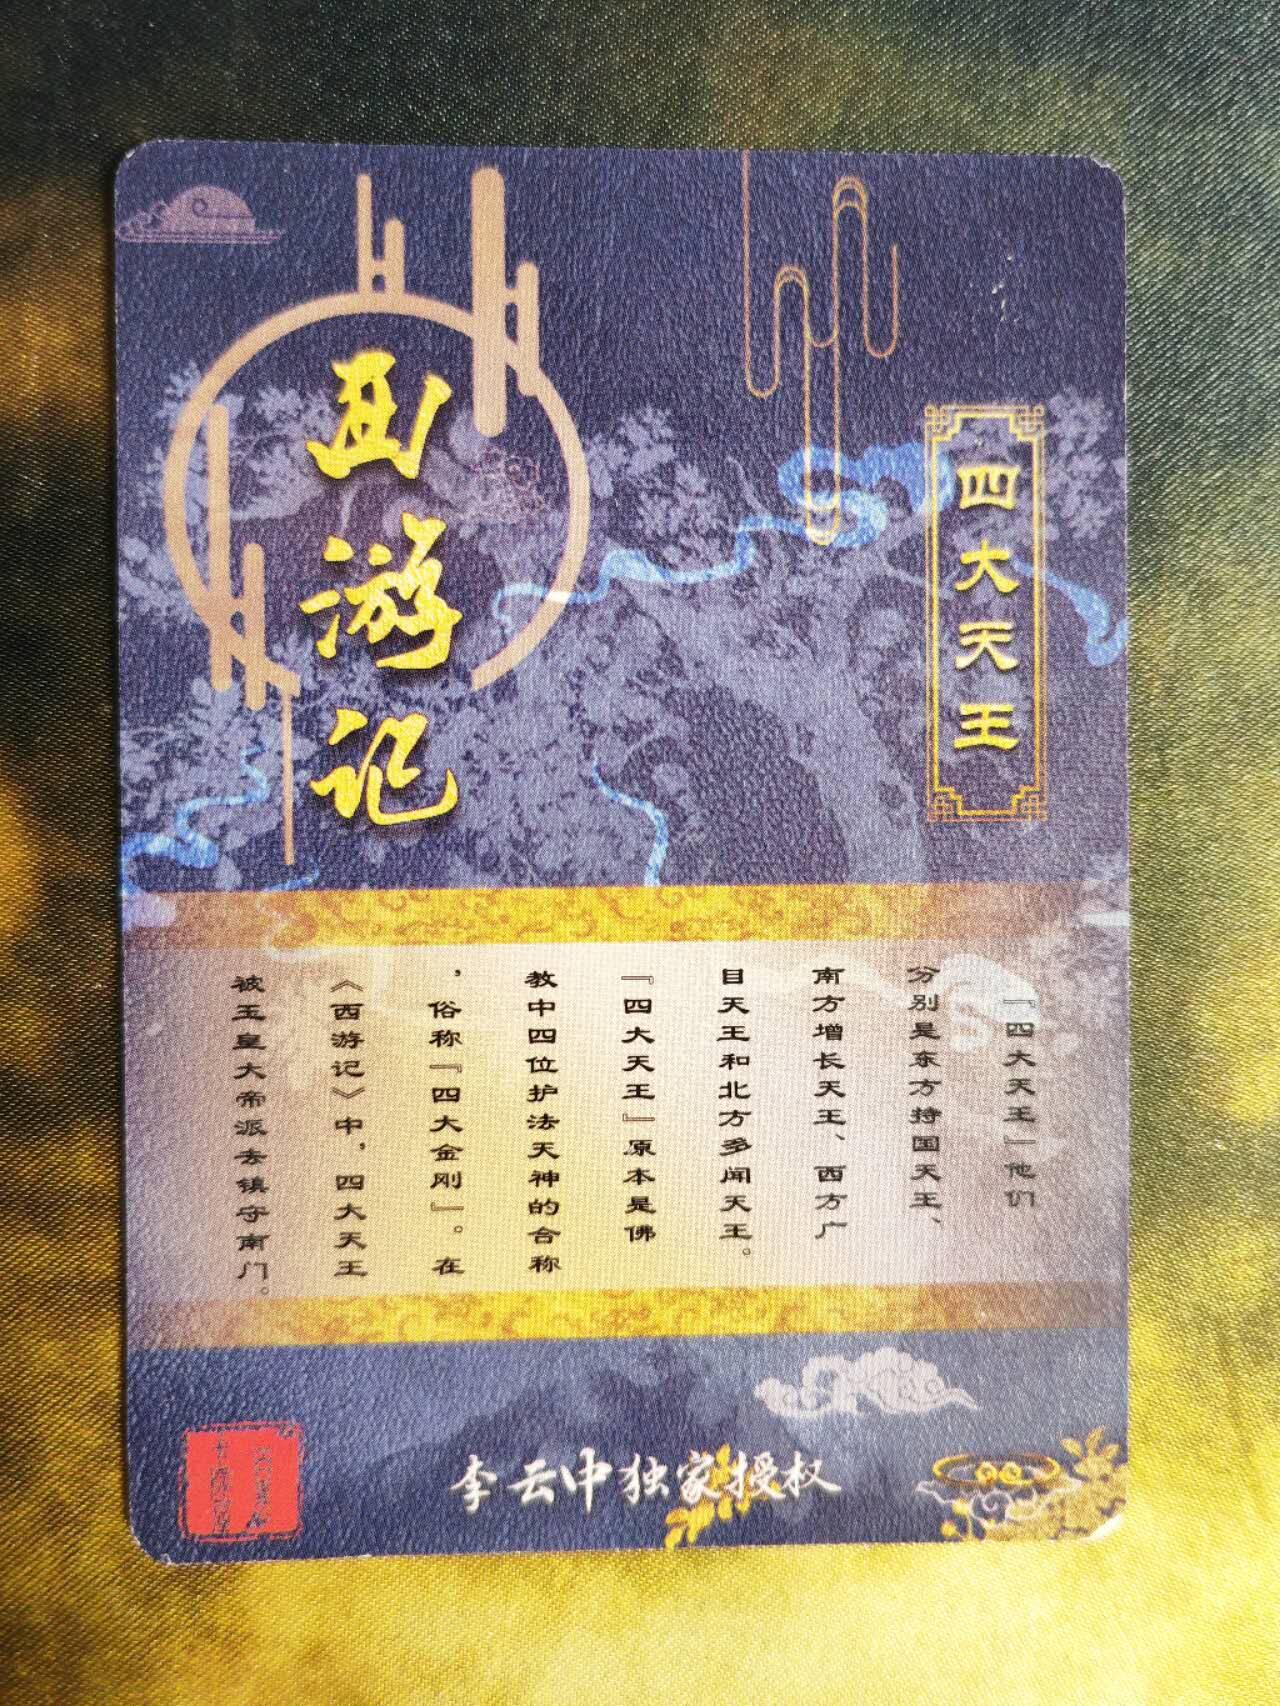 西游记
四大天王
『四大天王』他们
分别是东方持国天王、
南方增长天王、西方广
目天王和北方多闻天王。
『四大天王』原本是佛
教中四位护法天神的合称
，俗称『四大金刚』。在
《西游记》中，四大天王
被玉皇大帝派去镇守南门。
李云中独家授权